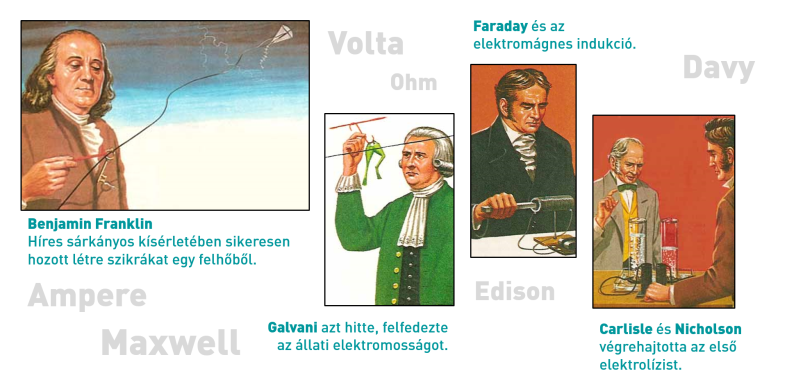 Volta
Ohm
Faraday és az
elektromágnes indukció.
Davy
Benjamin Franklin
Híres sárkányos kísérletében sikeresen
hozott létre szikrákat egy felhőből.
Ampere
Maxwell
Galvani azt hitte, felfedezte
az állati elektromosságot.
Edison
Carlisle és Nicholson
végrehajtotta az első
elektrolízist.